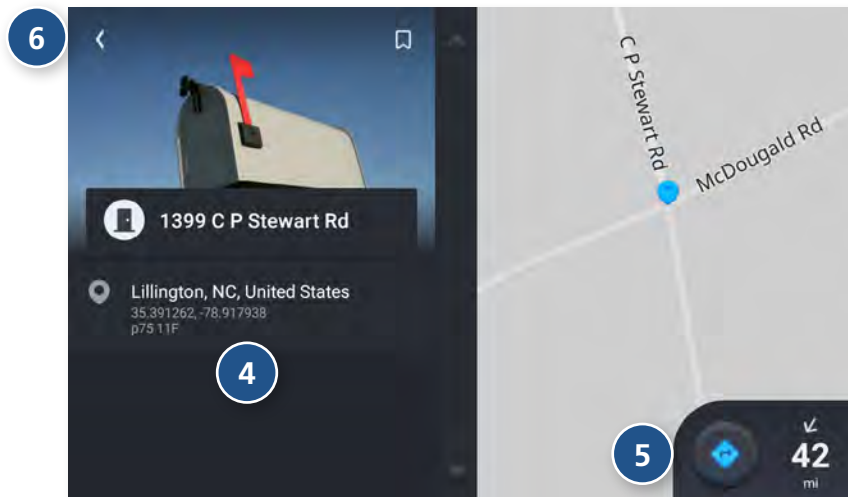 6
C P Stewart Rd
McDougald Rd
1399 C P Stewart Rd
Lillington, NC, United States
35.391262, -78.917938
p75 11F
4
5
42
mi